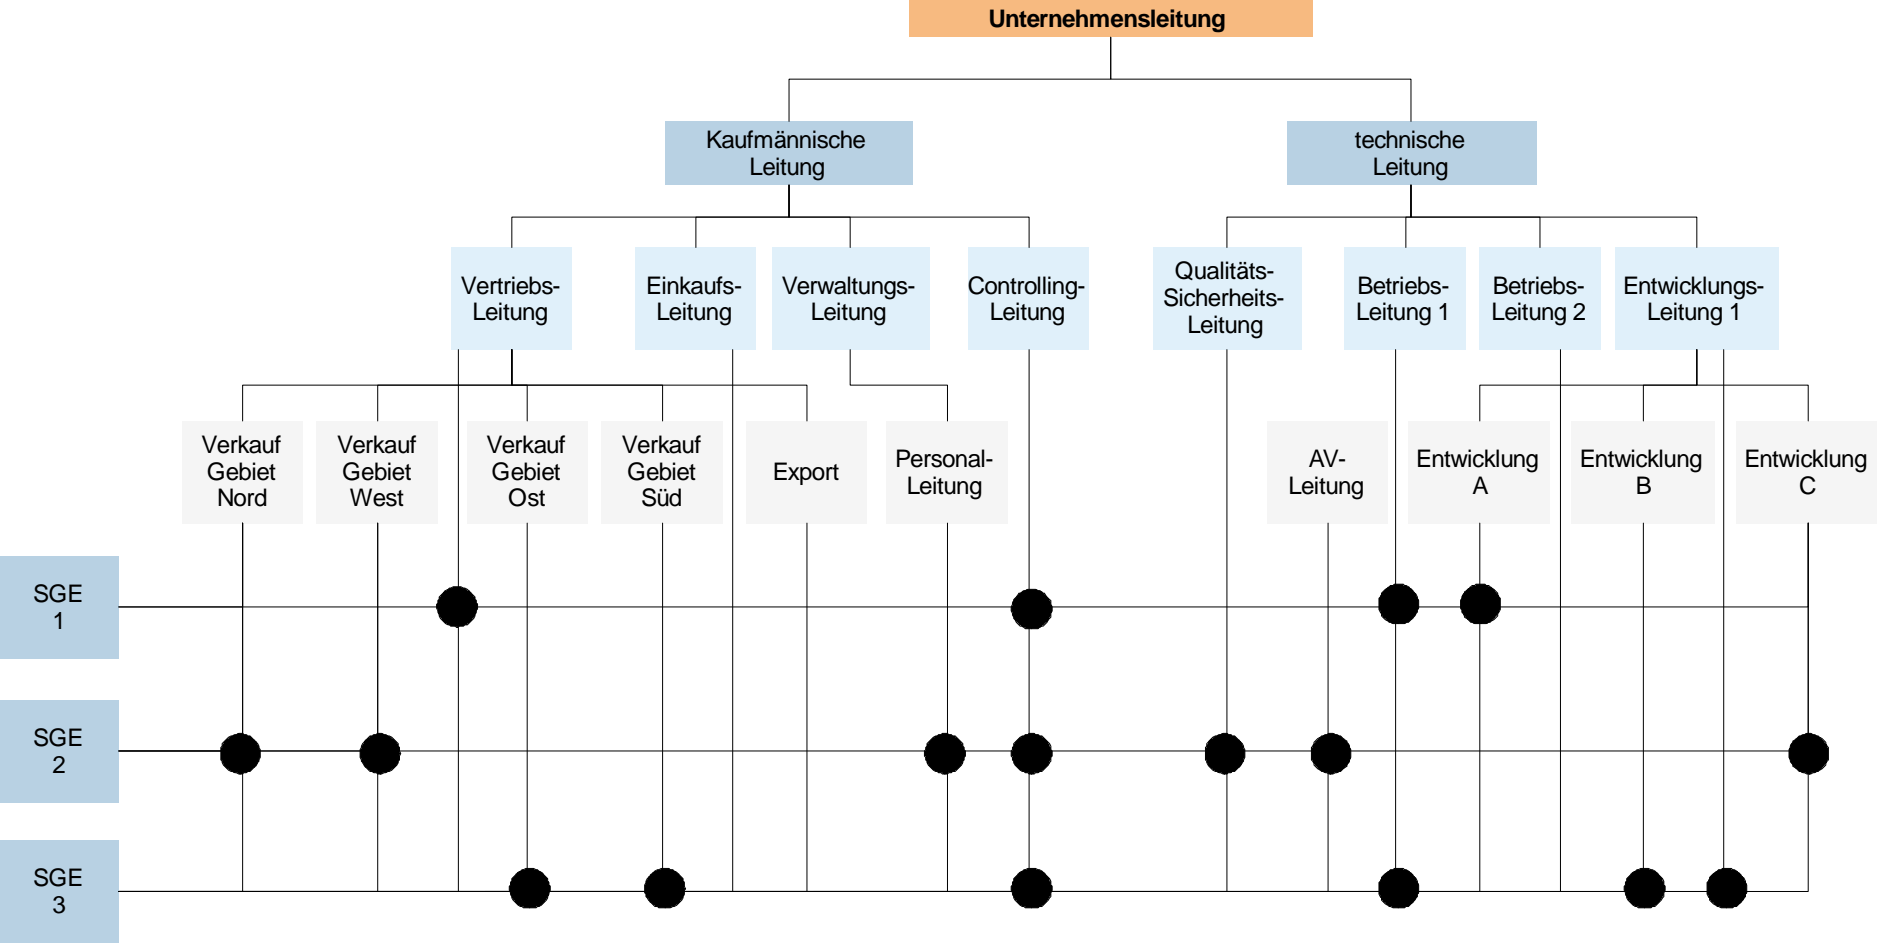 Unternehmensleitung
Kaufmännische
Leitung
technische
Leitung
Vertriebs-
Leitung
Einkaufs-
Leitung
Verwaltungs-
Leitung
Controlling-
Leitung
Qualitäts-
Sicherheits-
Leitung
Betriebs-
Leitung 1
Betriebs-
Leitung 2
Entwicklungs-
Leitung 1
Verkauf
Gebiet
Nord
Verkauf
Gebiet
West
Verkauf
Gebiet
Ost
Verkauf
Gebiet
Süd
Export
Personal-
Leitung
AV-
Leitung
Entwicklung
A
Entwicklung
B
Entwicklung
C
SGE
1
SGE
2
SGE
3